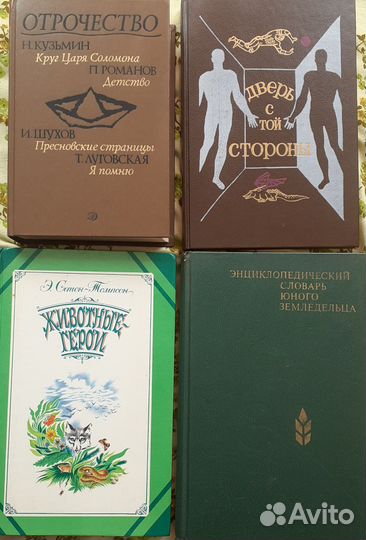 ОТРОЧЕСТВО
Н. КУЗЬМИН
Круг Царя Соломона
П. РОМАНОВ
Детство
И. ШУХОВ
Пресновские страницы
Т. ЛУГОВСКАЯ
Я помню
Д
ДВЕРЬ
С
ТОЙ
СТОРОНЫ
Э. Сетон-Томпсон
ЖИВОТНЫЕ-
ГЕРОИ
ЭНЦИКЛОПЕДИЧЕСКИЙ
СЛОВАРЬ
ЮНОГО
ЗЕМЛЕДЕЛЬЦА
Avito